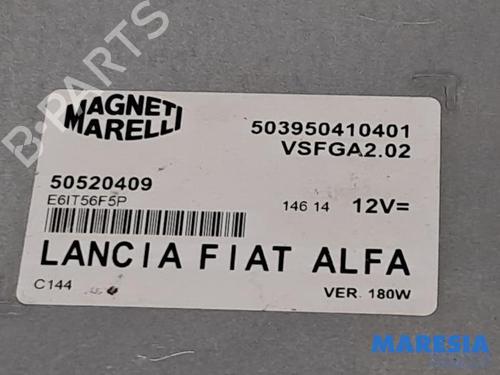 B-PARTS
MAGNETI
MARELLI
503950410401
VSFGA2.02
50520409
E6IT56F5P
146 14 12V=
LANCIA FIAT ALFA
C144
VER. 180W
MARESIA